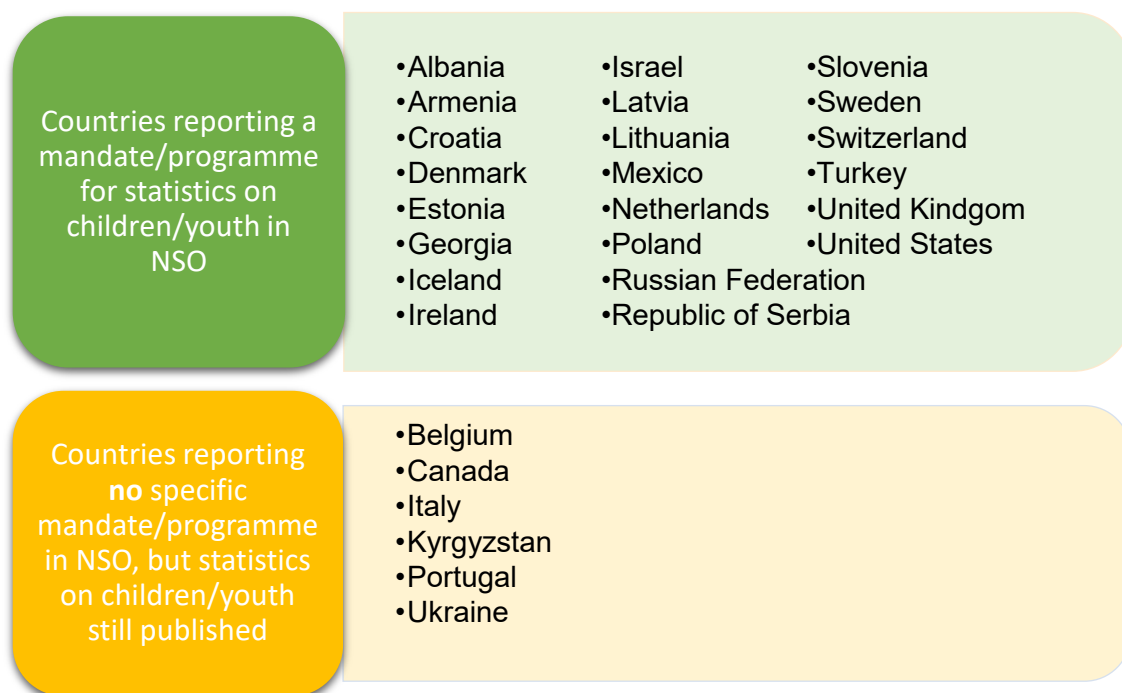 Countries reporting a
mandate/programme
for statistics on
children/youth in
NSO
•Albania
•Armenia
•Croatia
•Denmark
•Estonia
•Georgia
•Iceland
•Ireland
•Israel
•Latvia
•Lithuania
•Mexico
•Netherlands
•Poland
•Russian Federation
•Republic of Serbia
•Slovenia
•Sweden
•Switzerland
•Turkey
•United Kindgom
•United States
Countries reporting
no specific
mandate/programme
in NSO, but statistics
on children/youth
still published
•Belgium
•Canada
•Italy
•Kyrgyzstan
•Portugal
•Ukraine